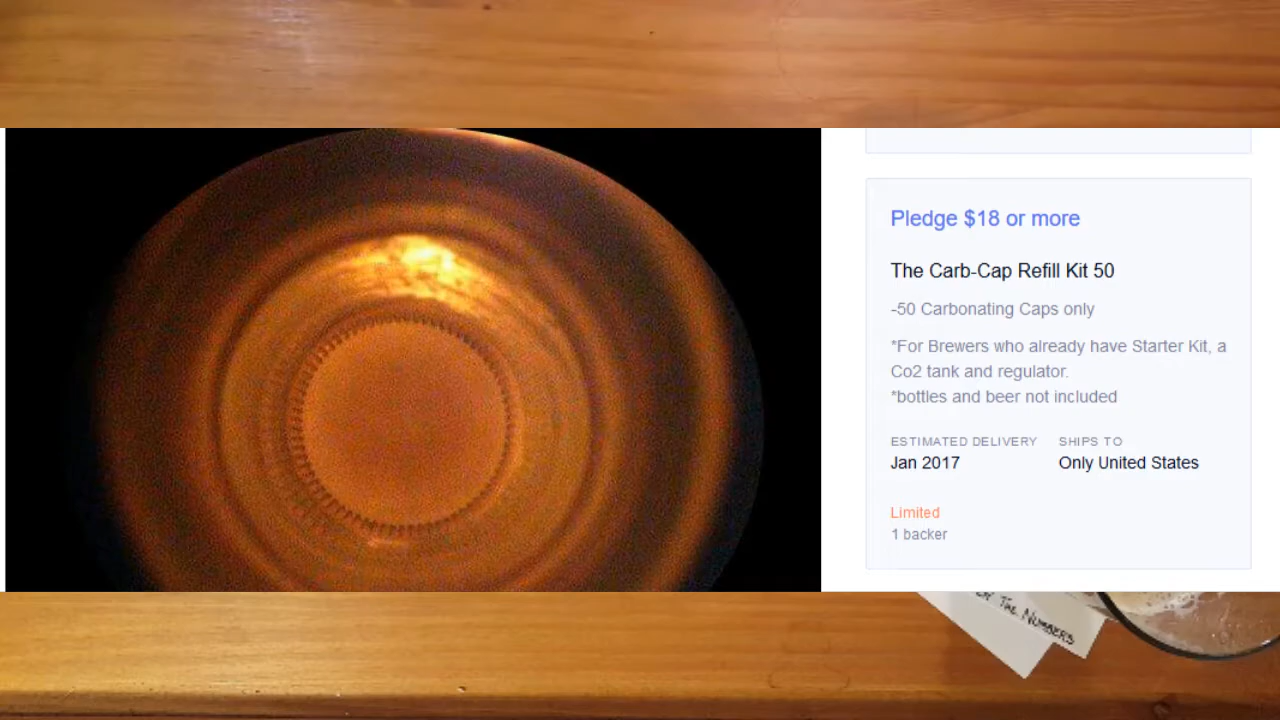 Pledge $18 or more
The Carb-Cap Refill Kit 50
-50 Carbonating Caps only
*For Brewers who already have Starter Kit, a
Co2 tank and regulator.
*bottles and beer not included
ESTIMATED DELIVERY SHIPS TO
Jan 2017 Only United States
Limited
1 backer
The Numbers